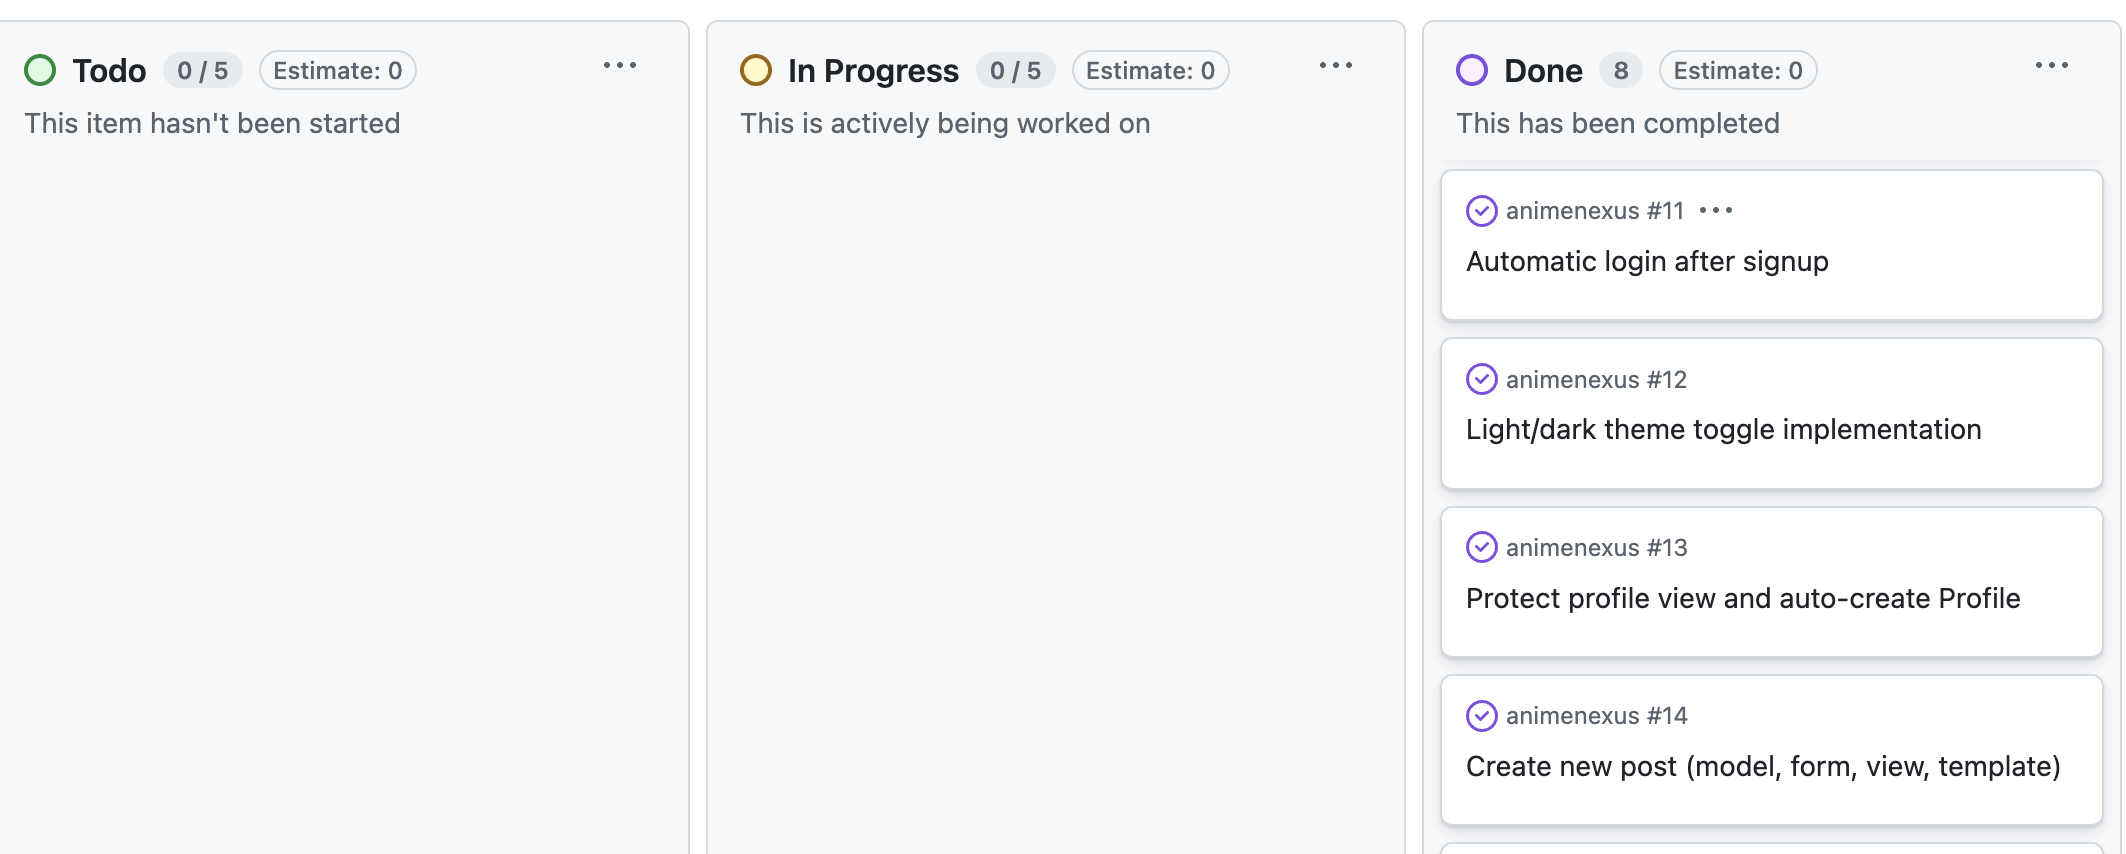 Todo 0 / 5 Estimate: 0
This item hasn't been started
In Progress 0 / 5 Estimate: 0
This is actively being worked on
Done 8 Estimate: 0
This has been completed
animenexus #11
Automatic login after signup
animenexus #12
Light/dark theme toggle implementation
animenexus #13
Protect profile view and auto-create Profile
animenexus #14
Create new post (model, form, view, template)